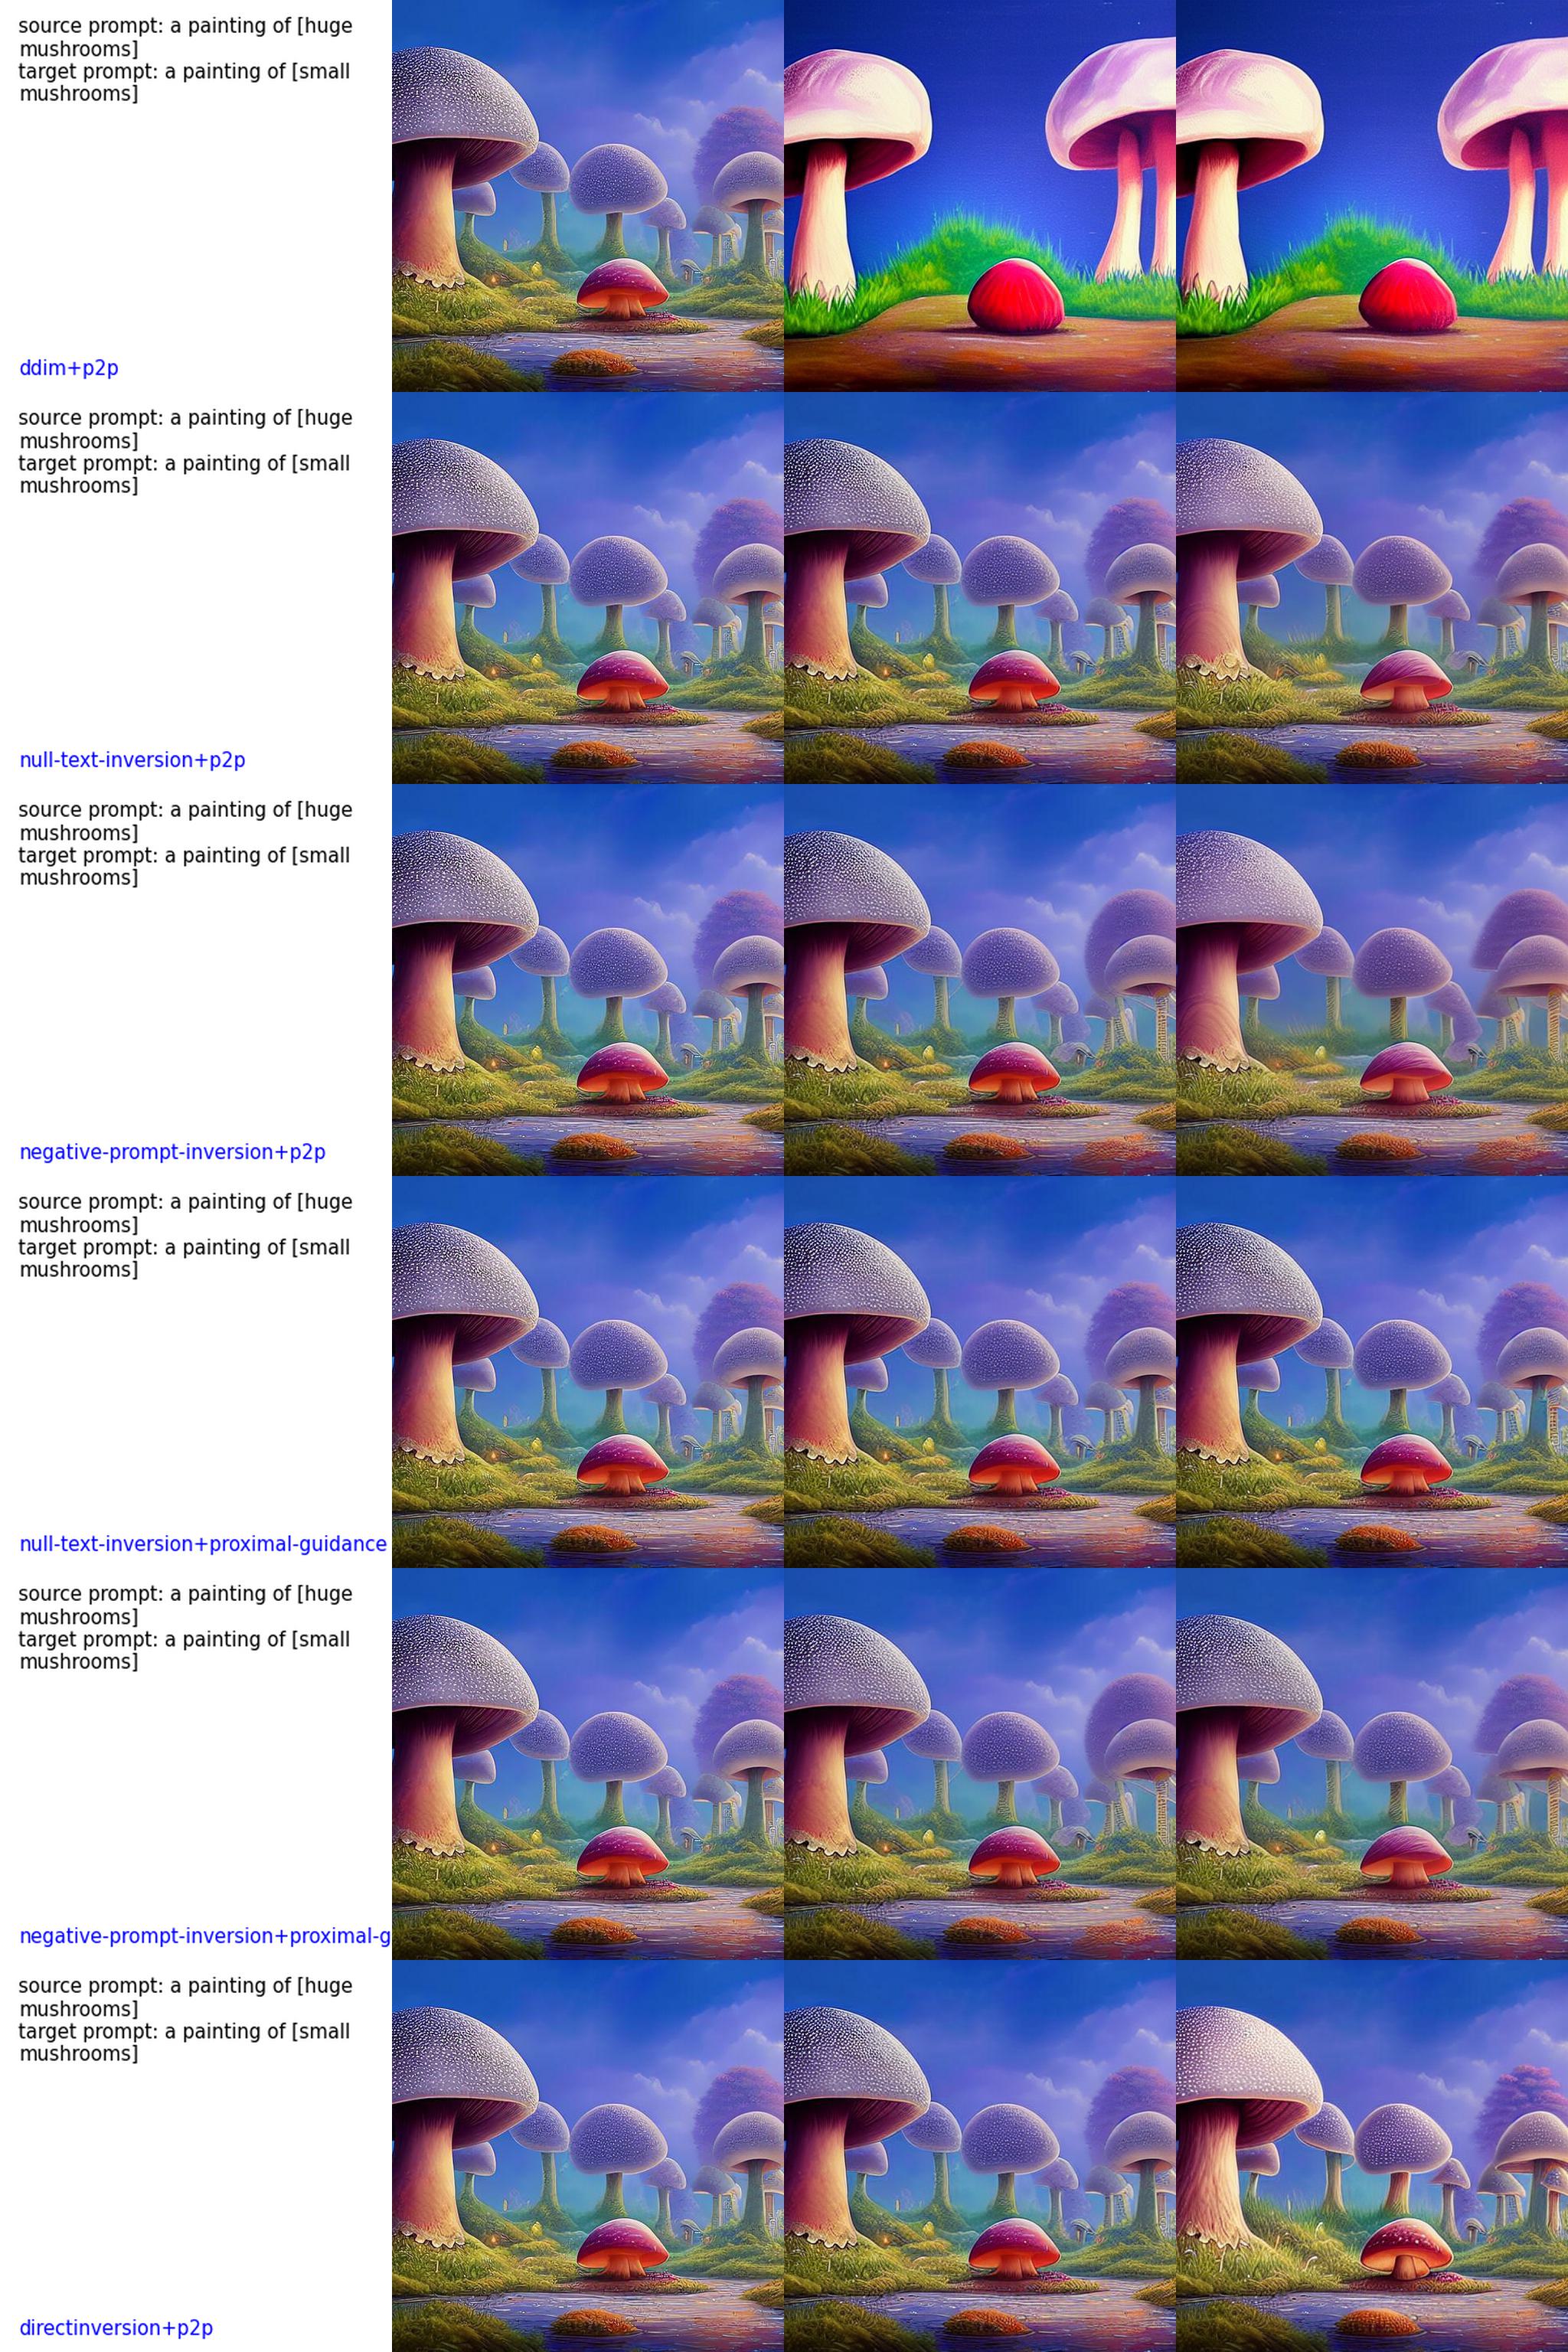 source prompt: a painting of [huge
mushrooms]
target prompt: a painting of [small
mushrooms]
ddim+p2p
source prompt: a painting of [huge
mushrooms]
target prompt: a painting of [small
mushrooms]
null-text-inversion+p2p
source prompt: a painting of [huge
mushrooms]
target prompt: a painting of [small
mushrooms]
negative-prompt-inversion+p2p
source prompt: a painting of [huge
mushrooms]
target prompt: a painting of [small
mushrooms]
null-text-inversion+proximal-guidance
source prompt: a painting of [huge
mushrooms]
target prompt: a painting of [small
mushrooms]
negative-prompt-inversion+proximal-g
source prompt: a painting of [huge
mushrooms]
target prompt: a painting of [small
mushrooms]
directinversion+p2p